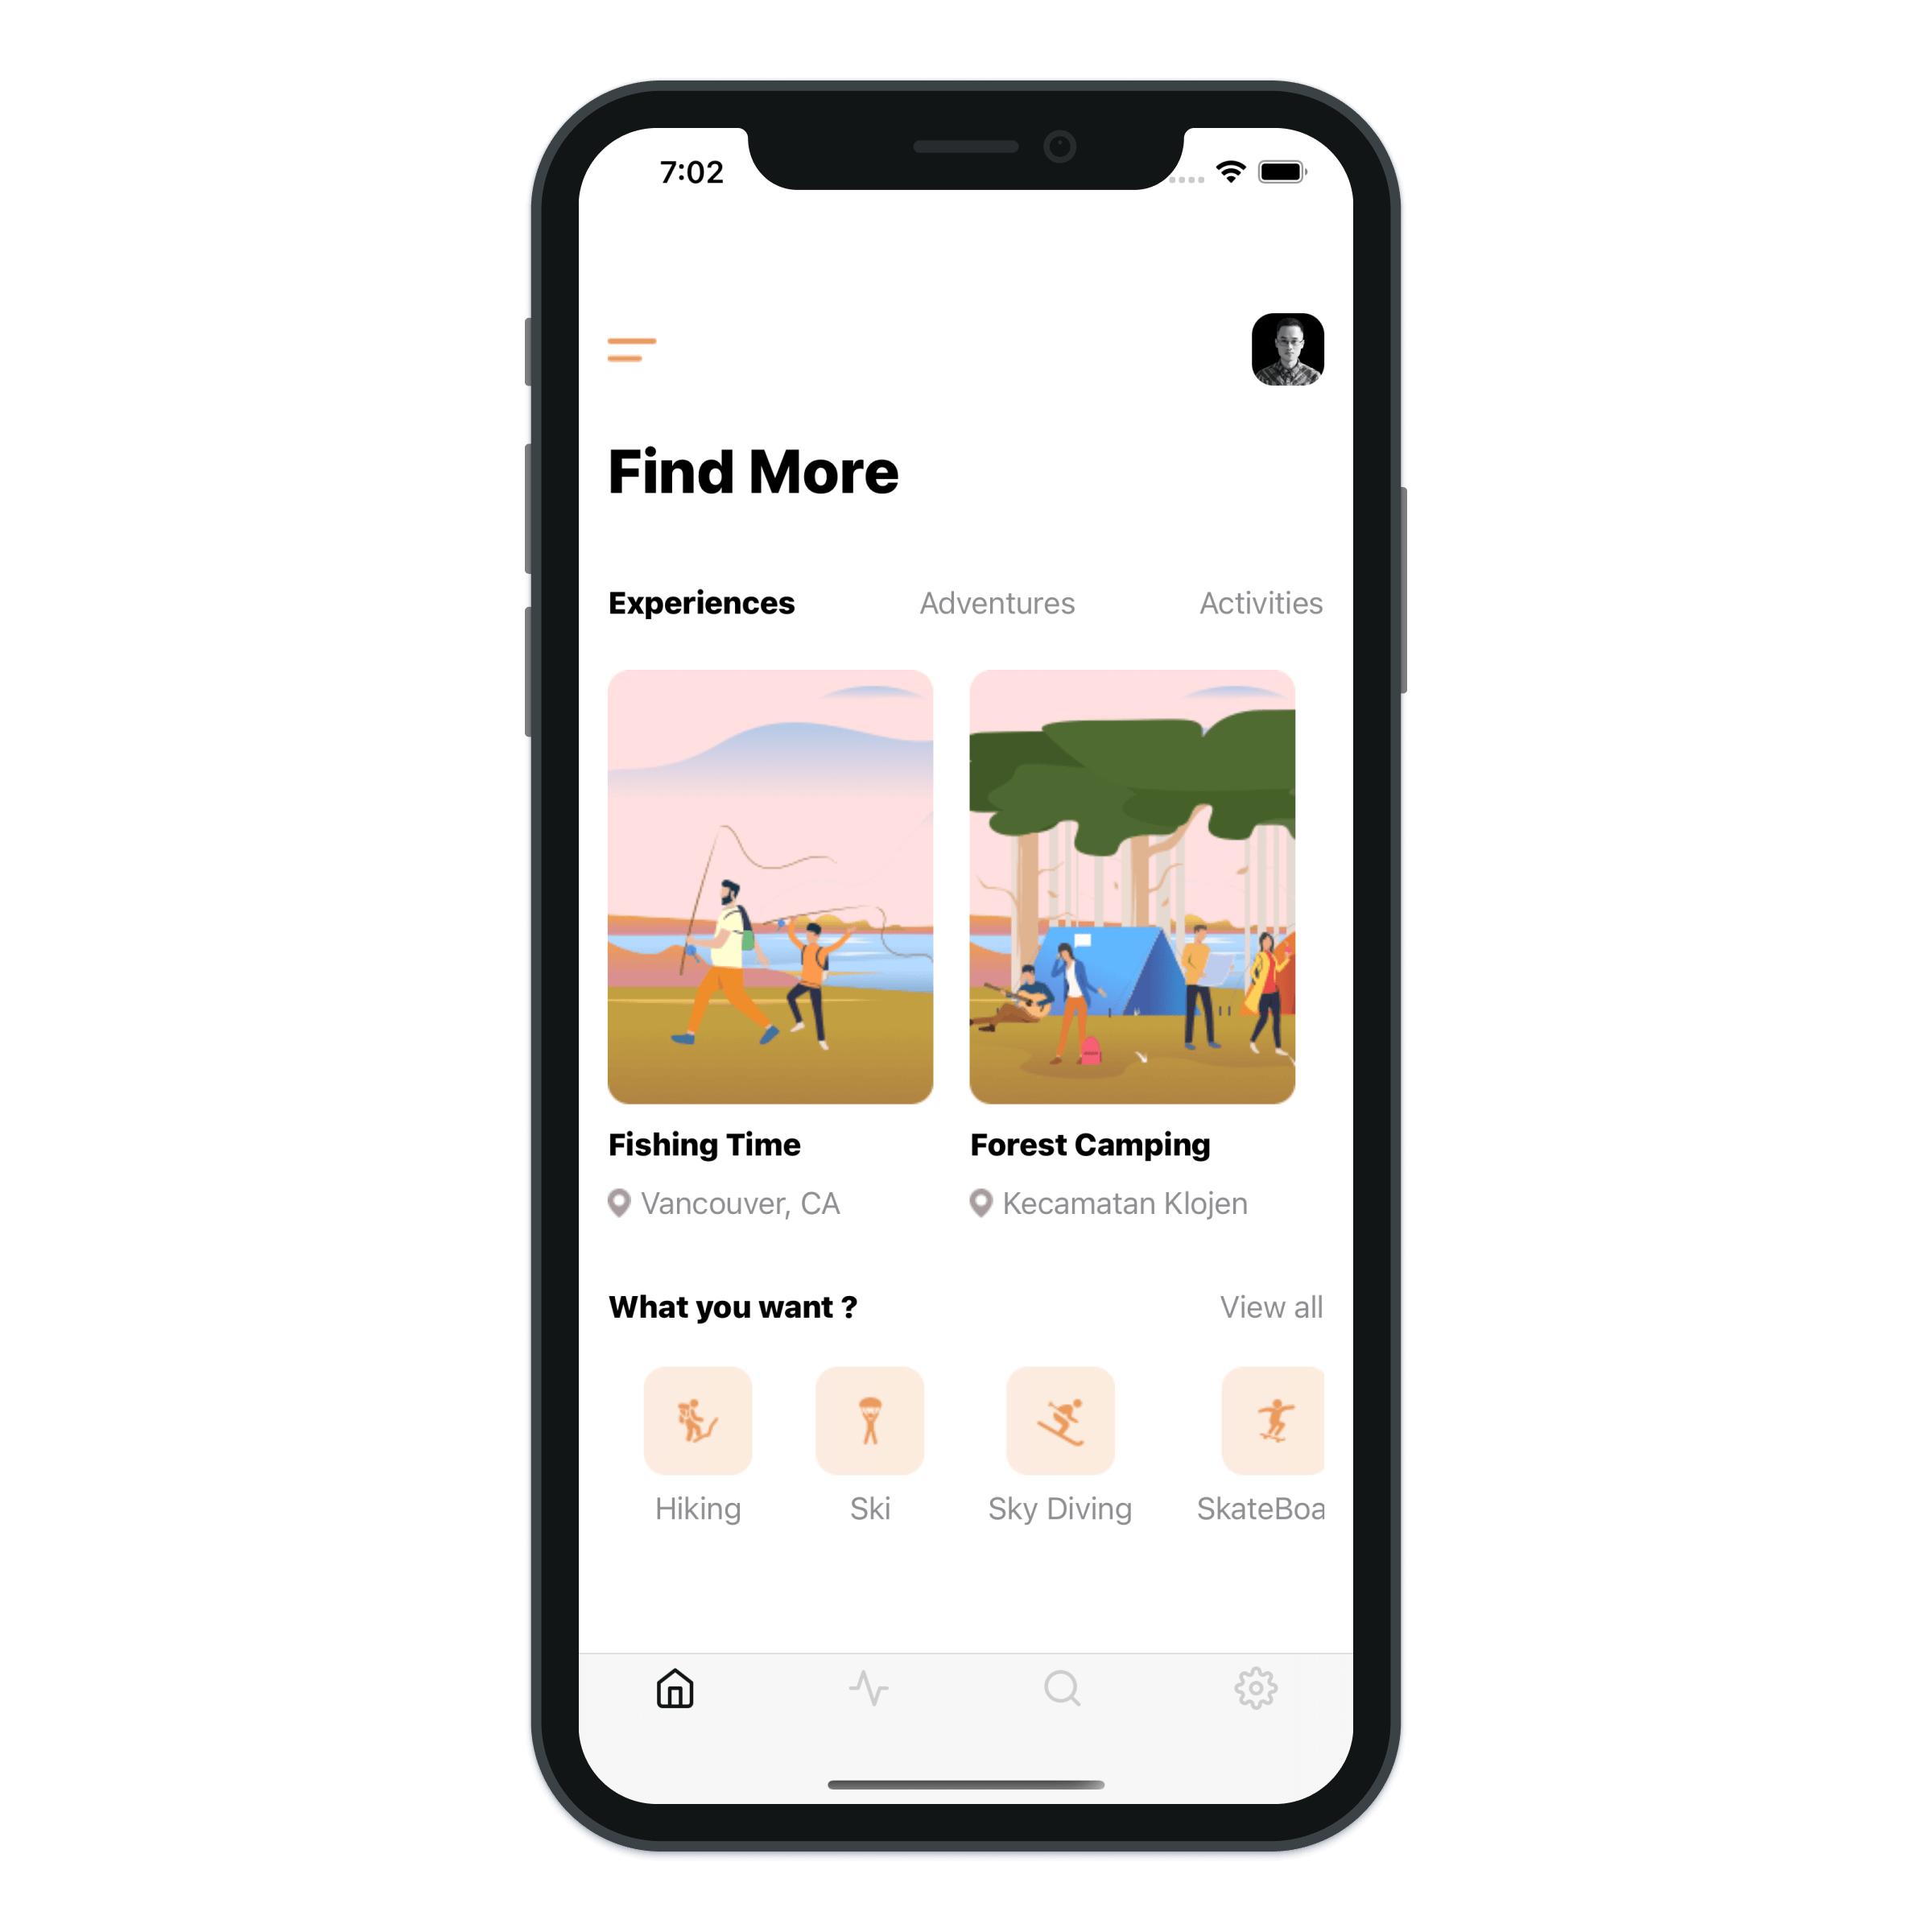 7:02
Find More
Experiences Adventures Activities
Fishing Time Forest Camping
Vancouver, CA Kecamatan Klojen
What you want ? View all
Hiking Ski Sky Diving SkateBoa